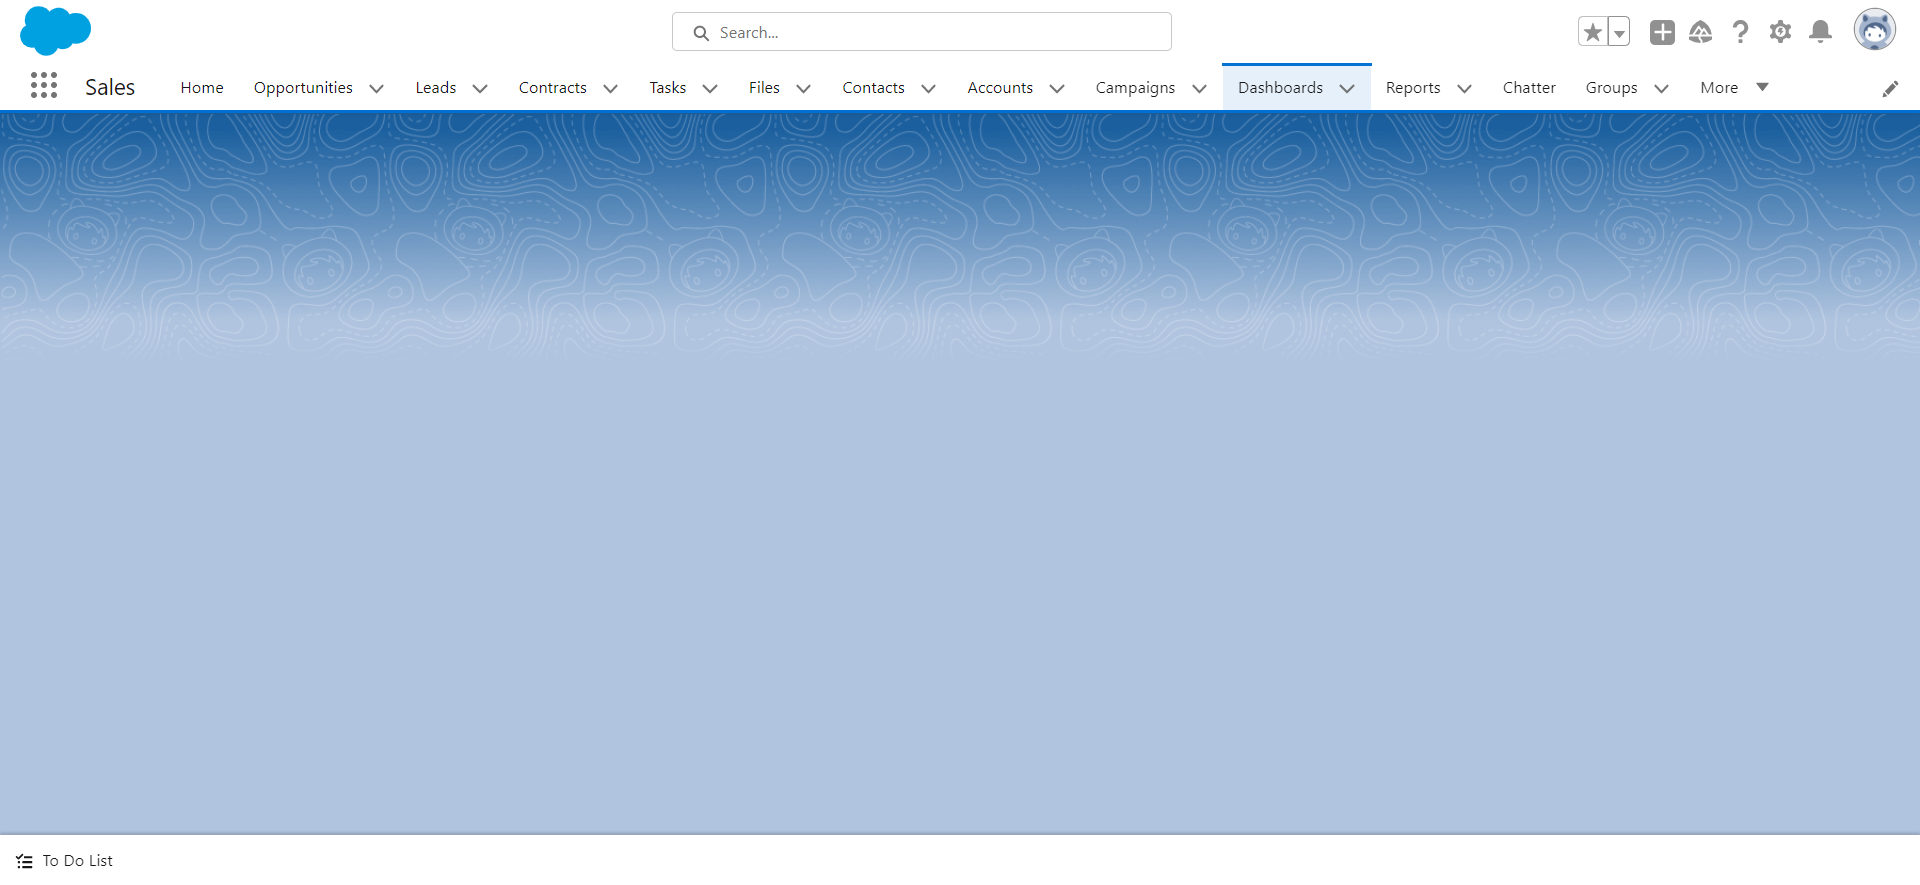 Search...
Sales
Home
Opportunities
Leads
Contracts
Tasks
Files
Contacts
Accounts
Campaigns
Dashboards
Reports
Chatter
Groups
More
To Do List